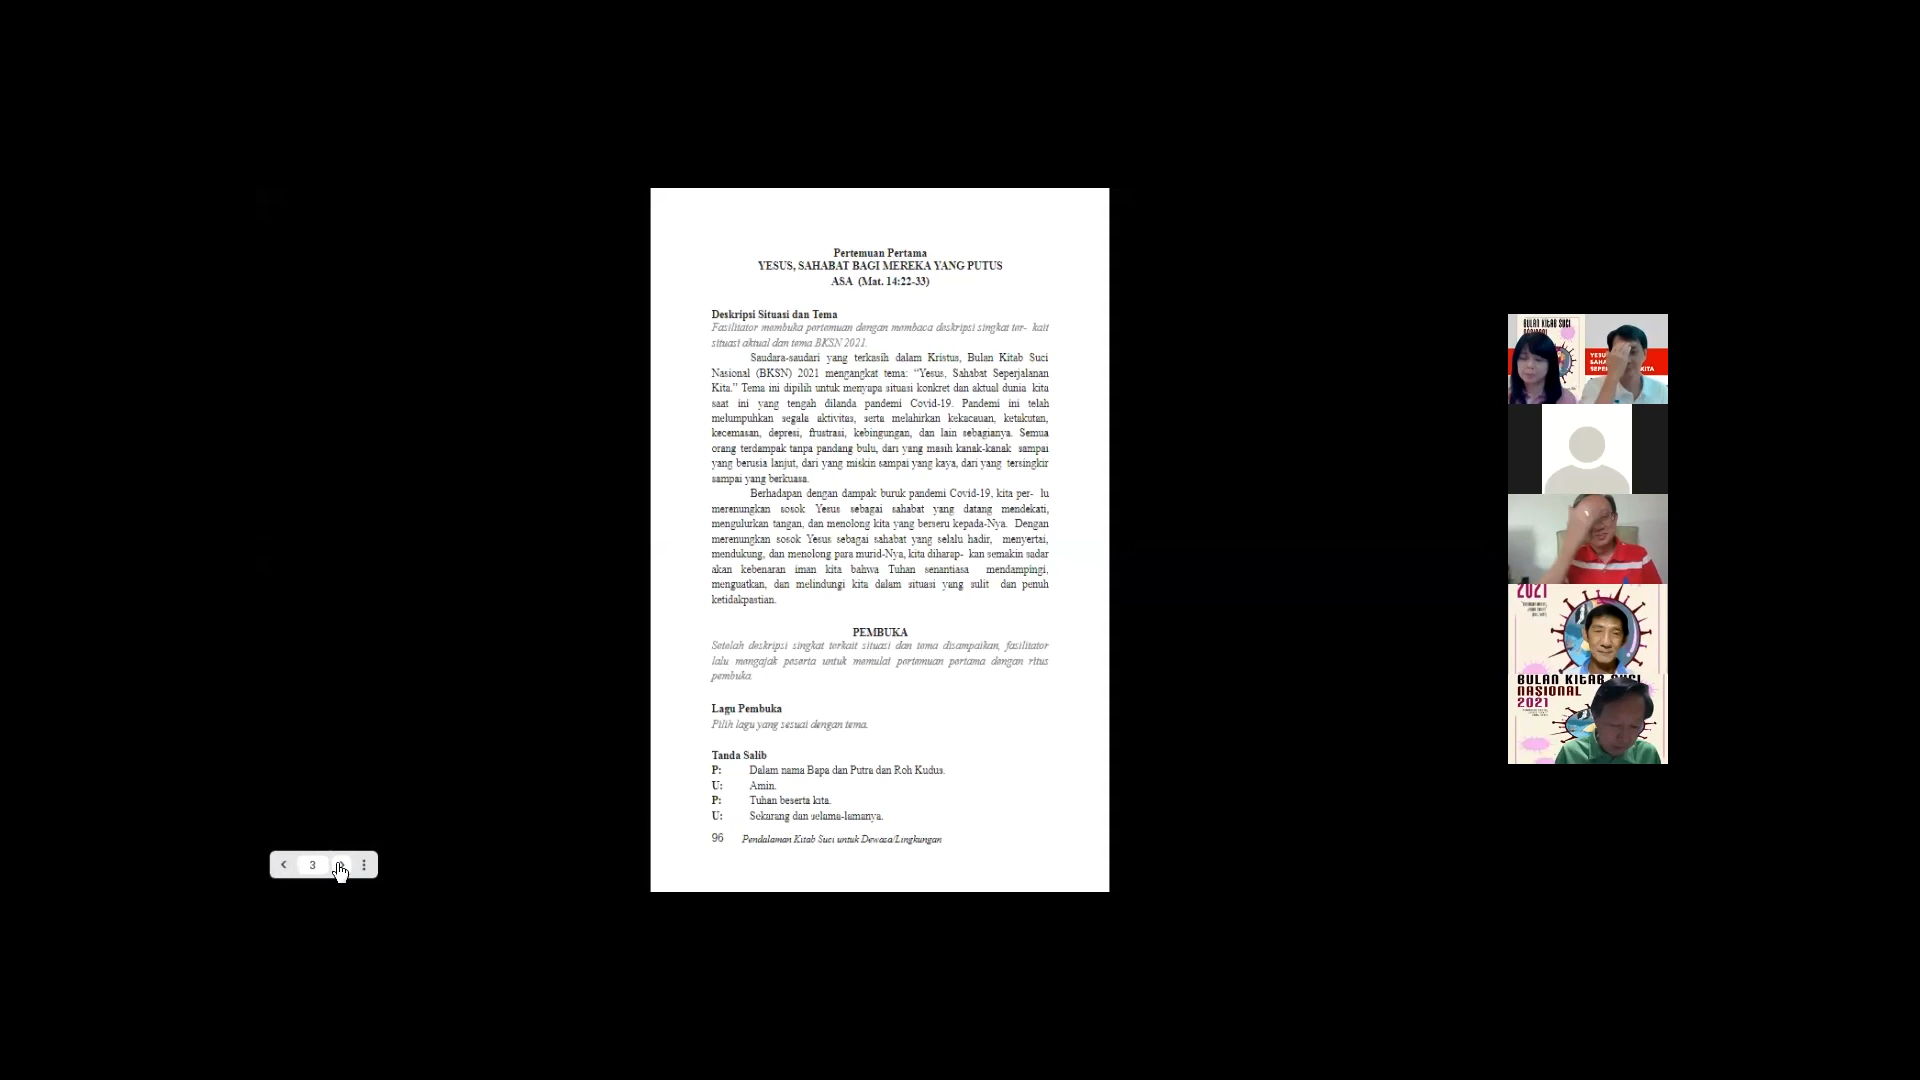 Pertemuan Pertama
YESUS, SAHABAT BAGI MEREKA YANG PUTUS
ASA (Mat. 14:22-33)
Deskripsi Situasi dan Tema
Fasilitator membuka pertemuan dengan membaca deskripsi singkat ter- kait
situasi aktual dan tema BKSN 2021.
Saudara-saudari yang terkasih dalam Kristus, Bulan Kitab Suci
Nasional (BKSN) 2021 mengangkat tema: “Yesus, Sahabat Seperjalanan
Kita.” Tema ini dipilih untuk menyapa situasi konkret dan aktual dunia kita
saat ini yang tengah dilanda pandemi Covid-19. Pandemi ini telah
melumpuhkan segala aktivitas, serta melahirkan kekacauan, ketakutan,
kecemasan, depresi, frustrasi, kebingungan, dan lain sebagianya. Semua
orang terdampak tanpa pandang bulu, dari yang masih kanak-kanak sampai
yang berusia lanjut, dari yang miskin sampai yang kaya, dari yang tersingkir
sampai yang berkuasa.
Berhadapan dengan dampak buruk pandemi Covid-19, kita per- lu
merenungkan sosok Yesus sebagai sahabat yang datang mendekati,
mengulurkan tangan, dan menolong kita yang berseru kepada-Nya. Dengan
merenungkan sosok Yesus sebagai sahabat yang selalu hadir, menyertai,
mendukung, dan menolong para murid-Nya, kita diharap- kan semakin sadar
akan kebenaran iman kita bahwa Tuhan senantiasa mendampingi,
menguatkan, dan melindungi kita dalam situasi yang sulit dan penuh
ketidakpastian.
PEMBUKA
Setelah deskripsi singkat terkait situasi dan tema disampaikan, fasilitator
lalu mengajak peserta untuk memulai pertemuan pertama dengan ritus
pembuka.
Lagu Pembuka
Pilih lagu yang sesuai dengan tema.
Tanda Salib
P: Dalam nama Bapa dan Putra dan Roh Kudus.
U: Amin.
P: Tuhan beserta kita.
U: Sekarang dan selama-lamanya.
96 Pendalaman Kitab Suci untuk Dewasa/Lingkungan
3
BULAN KITAB SUCI
2021
BULAN KITAB SUCI
NASIONAL
2021